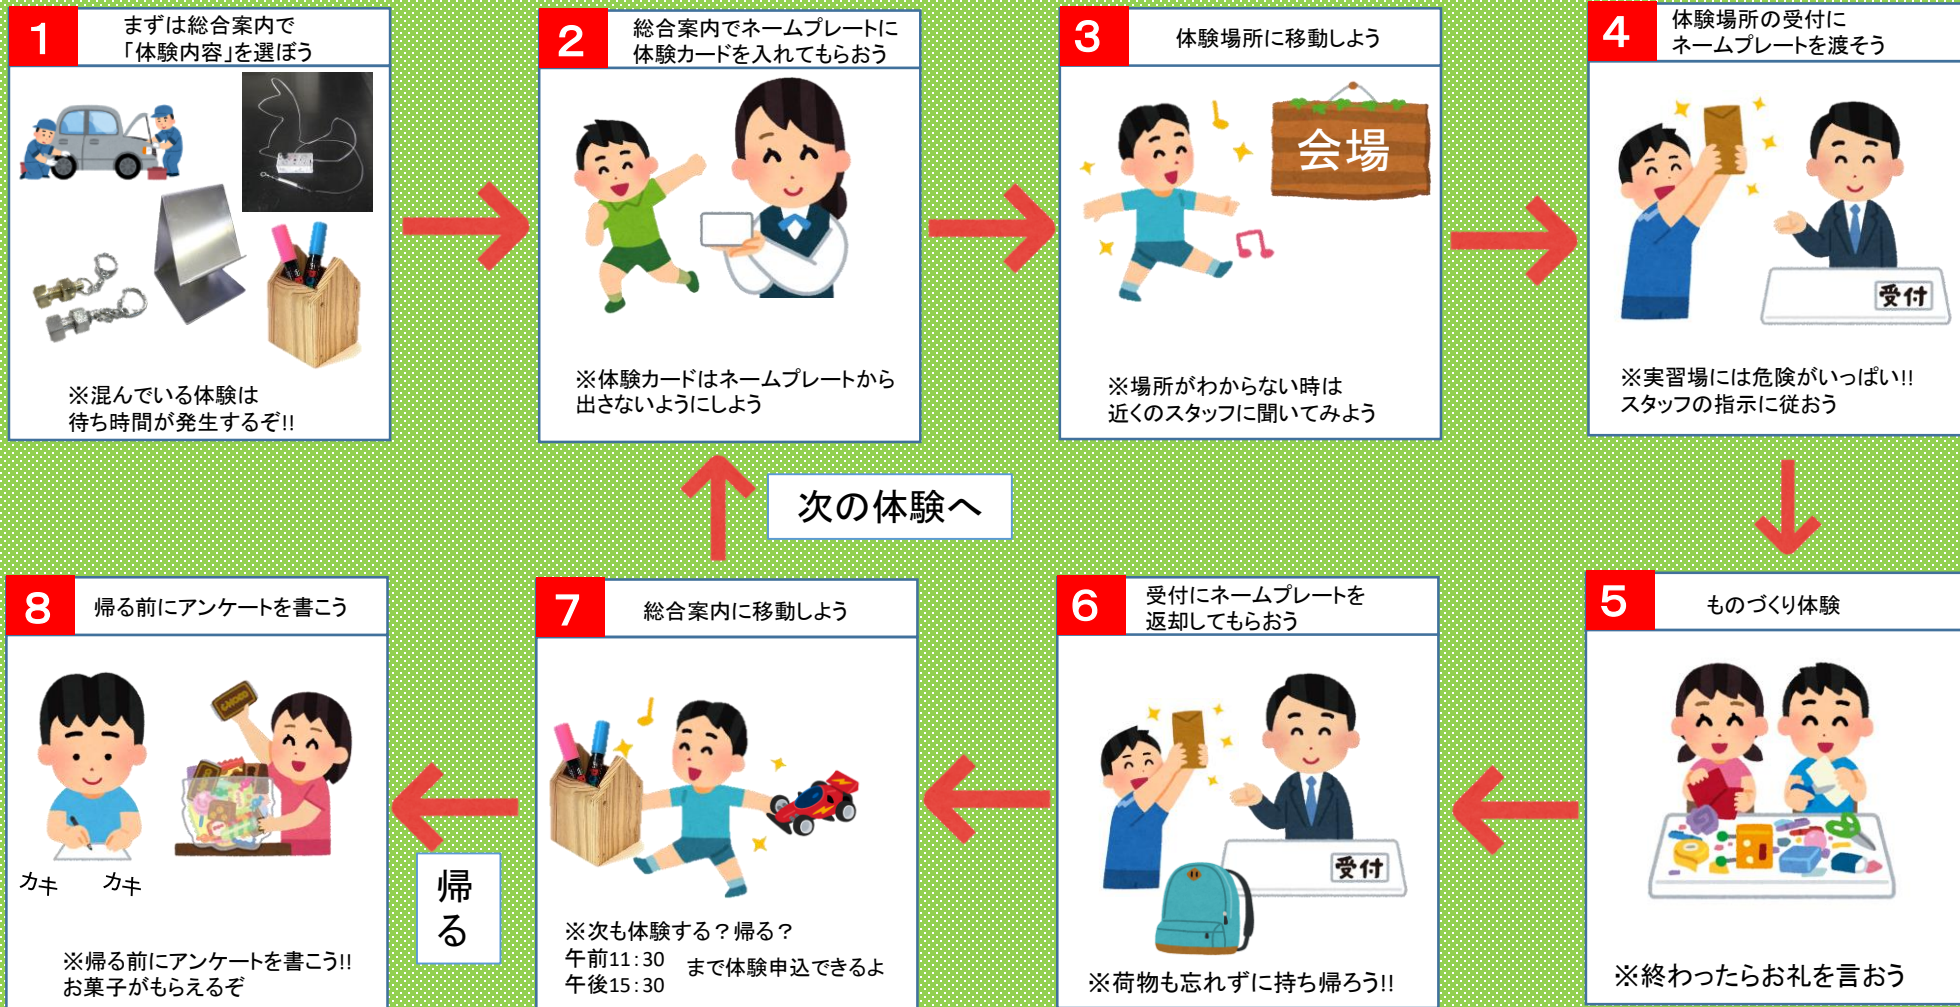 1
まずは総合案内で
「体験内容」を選ぼう
※混んでいる体験は
待ち時間が発生するぞ!!
2
総合案内でネームプレートに
体験カードを入れてもらおう
※体験カードはネームプレートから
出さないようにしよう
3
体験場所に移動しよう
会場
※場所がわからない時は
近くのスタッフに聞いてみよう
4
体験場所の受付に
ネームプレートを渡そう
受付
※実習場には危険がいっぱい!!
スタッフの指示に従おう
次の体験へ
5
ものづくり体験
※終わったらお礼を言おう
6
受付にネームプレートを
返却してもらおう
受付
※荷物も忘れずに持ち帰ろう!!
7
総合案内に移動しよう
※次も体験する？帰る？
午前11:30
午後15:30
まで体験申込できるよ
帰る
8
帰る前にアンケートを書こう
CHOCO
カキ カキ
※帰る前にアンケートを書こう!!
お菓子がもらえるぞ